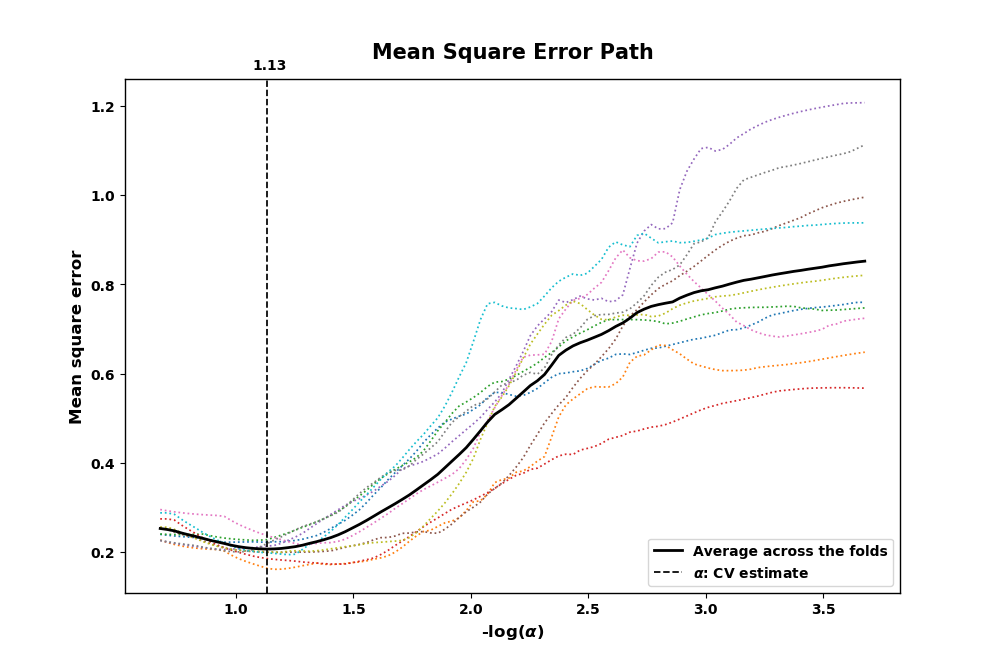 Mean Square Error Path
1.13
1.2
1.0
0.8
0.6
0.4
0.2
Mean square error
1.0 1.5 2.0 2.5 3.0 3.5
-log(α)
Average across the folds
α: CV estimate